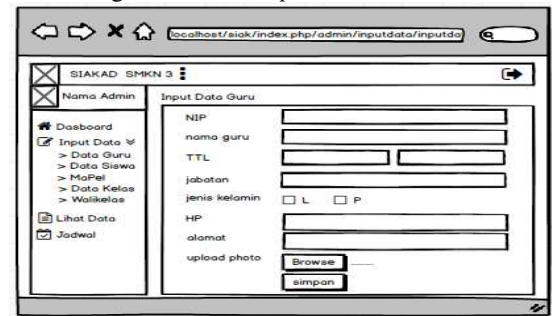 localhost/siak/index.php/admin/inputdata/inputda
SIAKAD SMKN 3
Nama Admin
Input Data Guru
Dasboard
Input Data
> Data Guru
> Data Siswa
> MaPel
> Data Kelas
> Walikelas
Lihat Data
Jadwal
NIP
nama guru
TTL
jabatan
jenis kelamin
L P
HP
alamat
upload photo
Browse
simpan